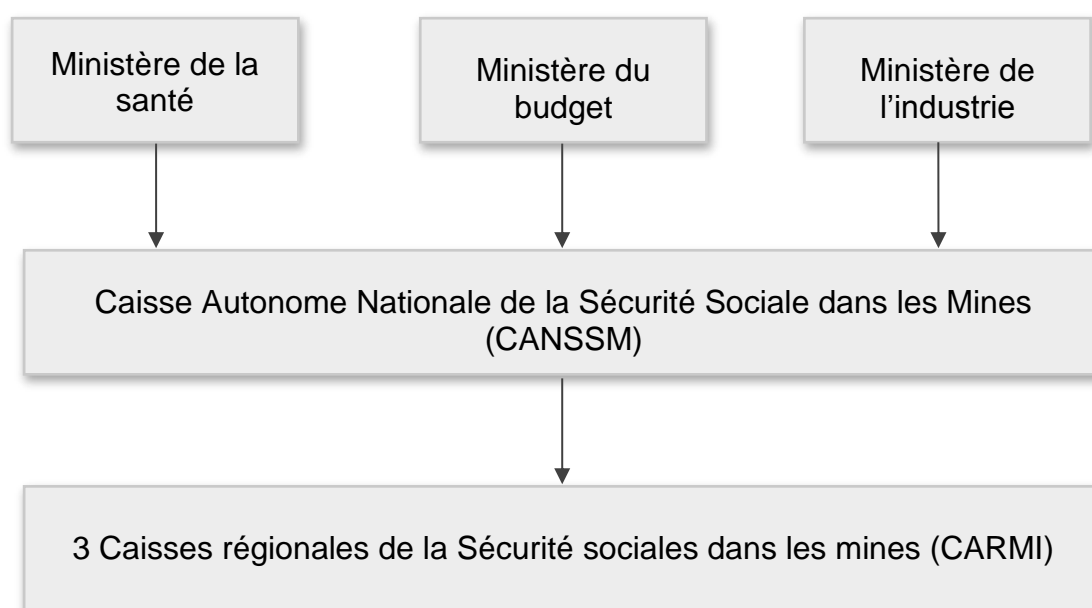 Ministère de la
santé
Ministère du
budget
Ministère de
l’industrie
Caisse Autonome Nationale de la Sécurité Sociale dans les Mines
(CANSSM)
3 Caisses régionales de la Sécurité sociales dans les mines (CARMI)